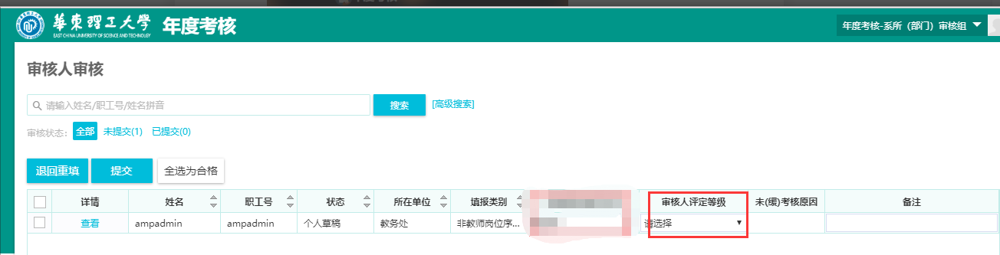 華東理工大學
EAST CHINA UNIVERSITY OF SCIENCE AND TECHNOLOGY
年度考核
年度考核-系所（部门）审核组
审核人审核
请输入姓名/职工号/姓名拼音 搜索 [高级搜索]
审核状态: 全部 未提交(1) 已提交(0)
退回重填 提交 全选为合格
详情 姓名 职工号 状态 所在单位 填报类别 审核人评定等级 未(缓)考核原因 备注
查看 ampadmin ampadmin 个人草稿 教务处 非教师岗位序... 请选择